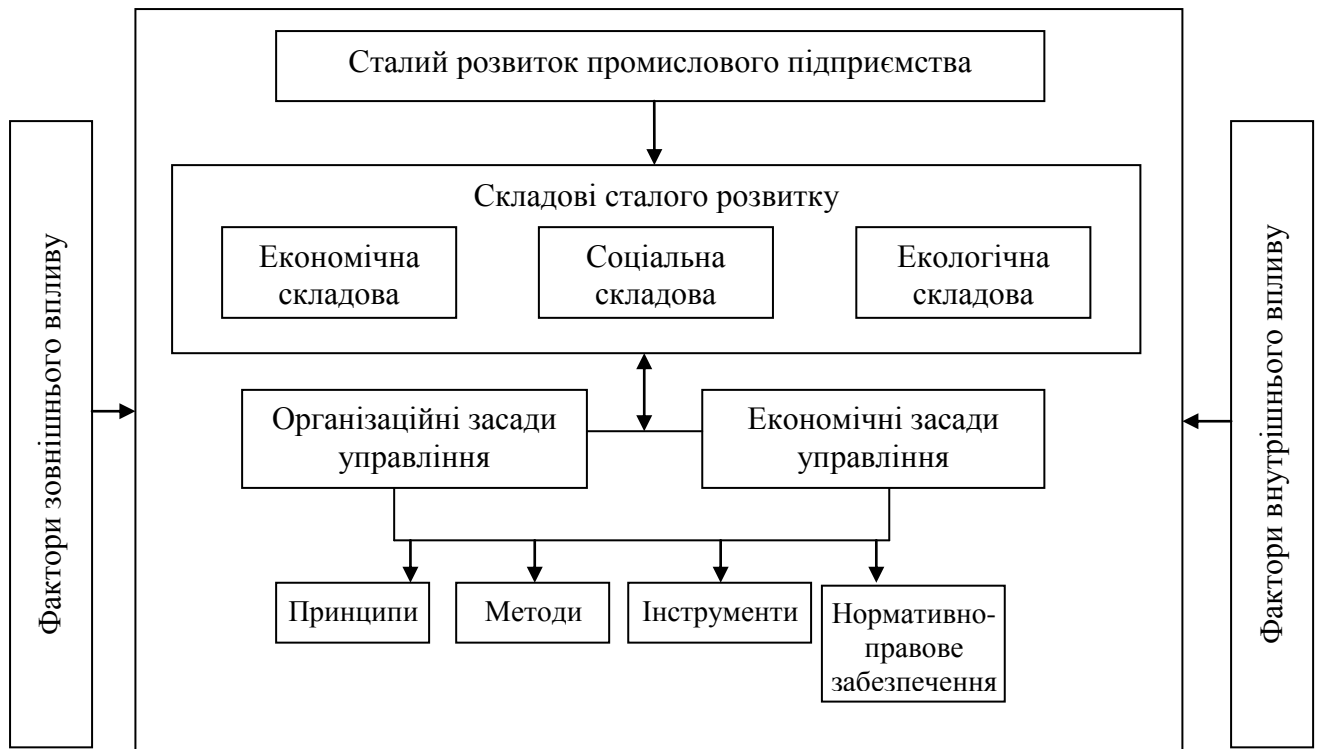 Сталий розвиток промислового підприємства
Складові сталого розвитку
Економічна
складова
Соціальна
складова
Екологічна
складова
Фактори зовнішнього впливу
Фактори внутрішнього впливу
Організаційні засади
управління
Економічні засади
управління
Принципи
Методи
Інструменти
Нормативно-
правове
забезпечення